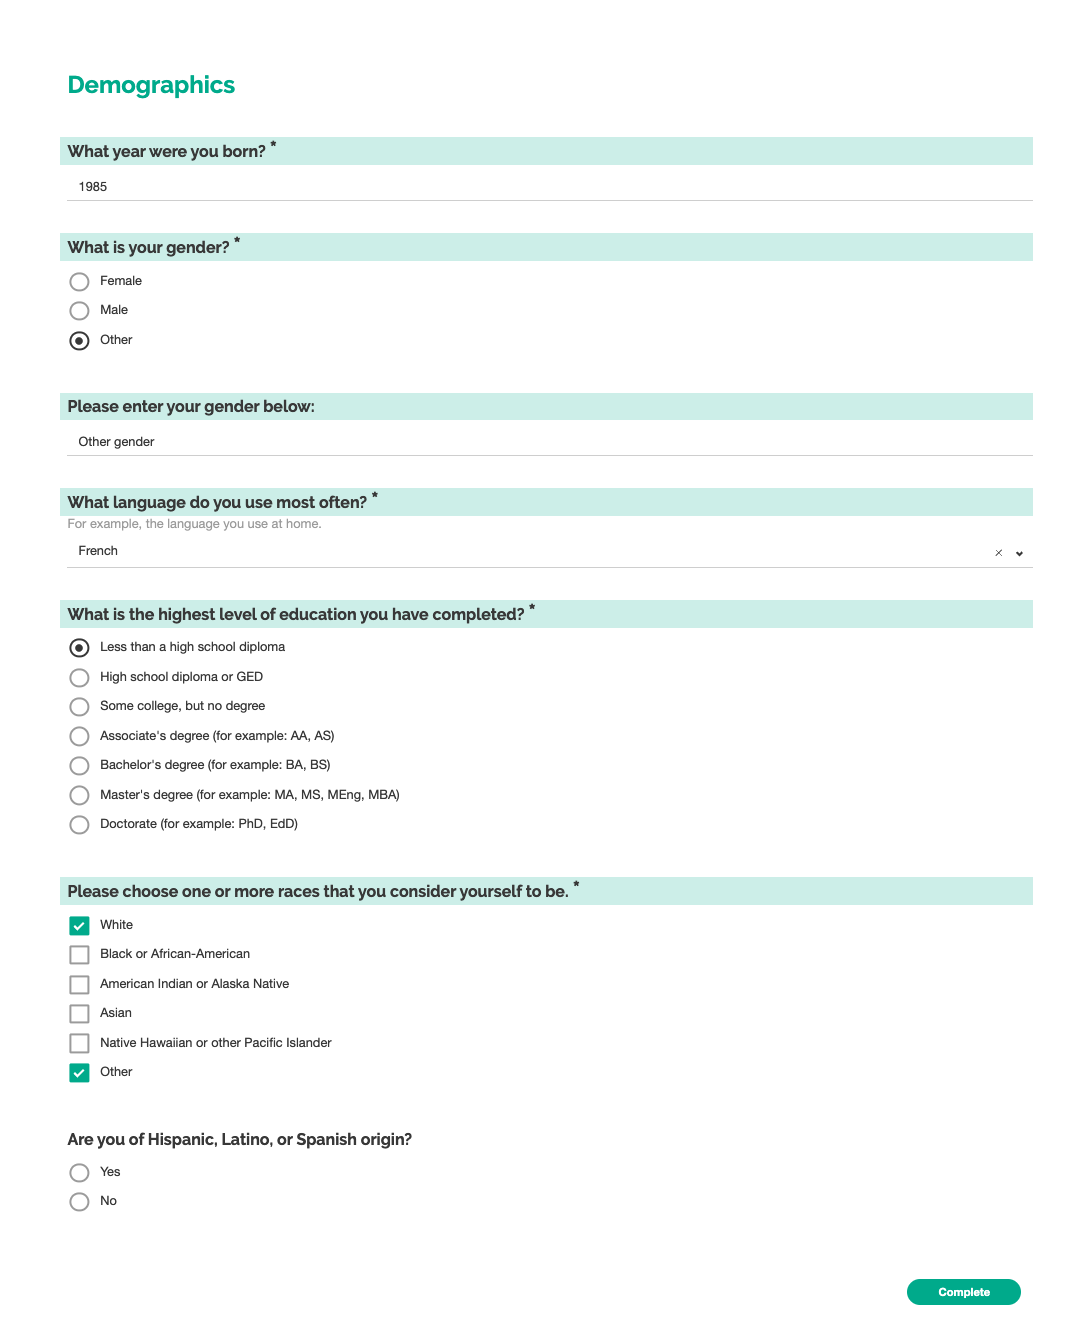 Demographics
What year were you born? *
1985
What is your gender? *
Female
Male
Other
Please enter your gender below:
Other gender
What language do you use most often? *
For example, the language you use at home.
French
What is the highest level of education you have completed? *
Less than a high school diploma
High school diploma or GED
Some college, but no degree
Associate's degree (for example: AA, AS)
Bachelor's degree (for example: BA, BS)
Master's degree (for example: MA, MS, MEng, MBA)
Doctorate (for example: PhD, EdD)
Please choose one or more races that you consider yourself to be. *
White
Black or African-American
American Indian or Alaska Native
Asian
Native Hawaiian or other Pacific Islander
Other
Are you of Hispanic, Latino, or Spanish origin?
Yes
No
Complete